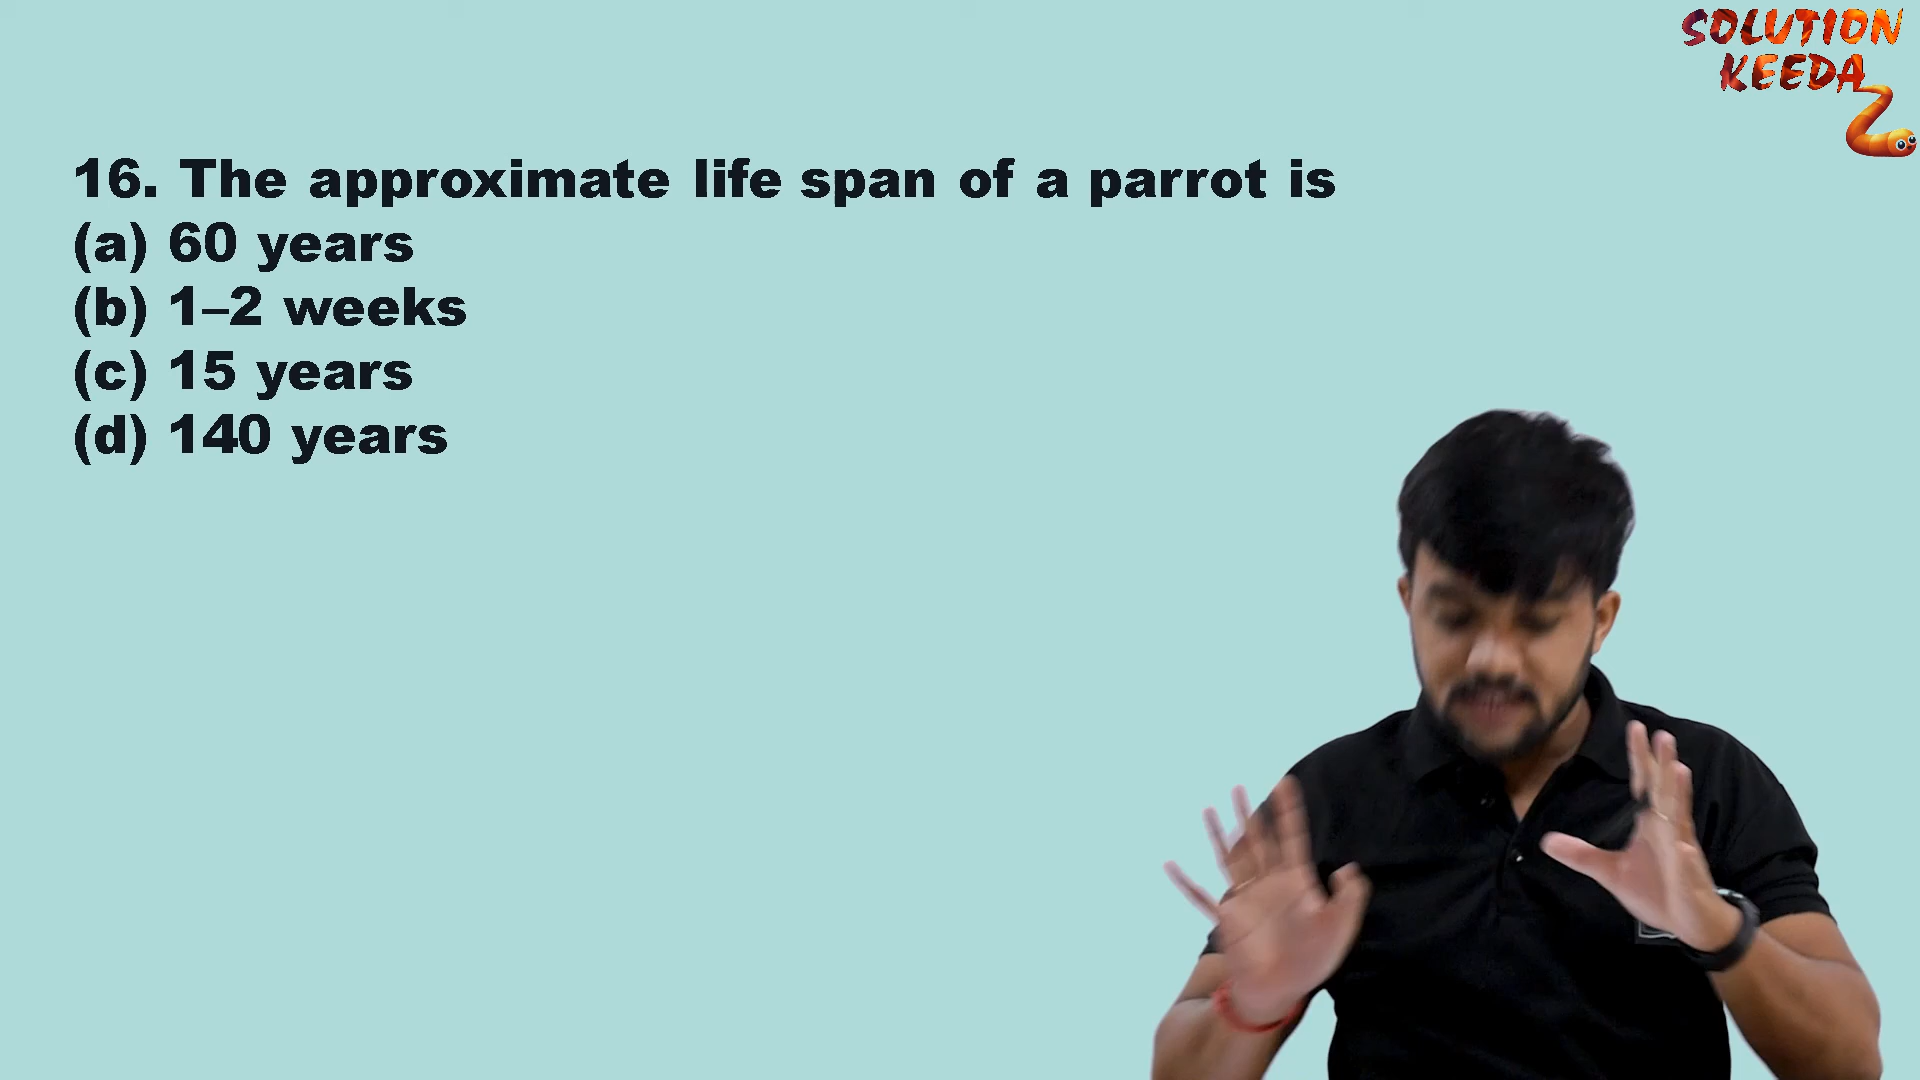 SOLUTION
KEEDA
16. The approximate life span of a parrot is
(a) 60 years
(b) 1–2 weeks
(c) 15 years
(d) 140 years